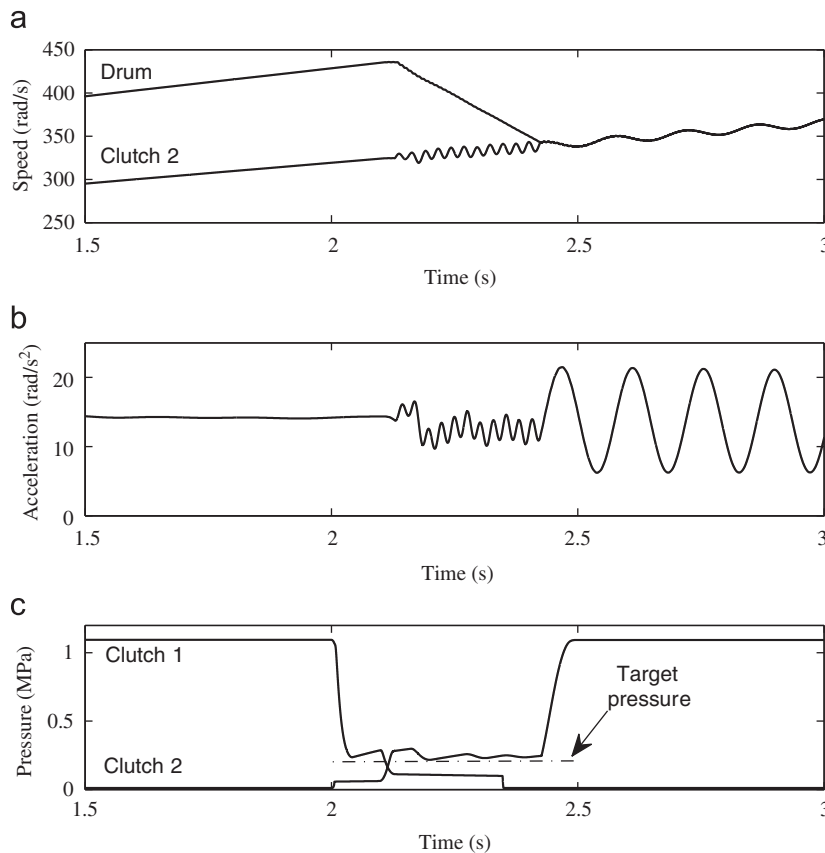 a
450
400
350
300
250
Speed (rad/s)
Drum
Clutch 2
1.5
2
2.5
3
Time (s)
b
20
10
0
Acceleration (rad/s²)
1.5
2
2.5
3
Time (s)
c
1
0.5
0
Pressure (MPa)
Clutch 1
Clutch 2
Target
pressure
1.5
2
2.5
3
Time (s)